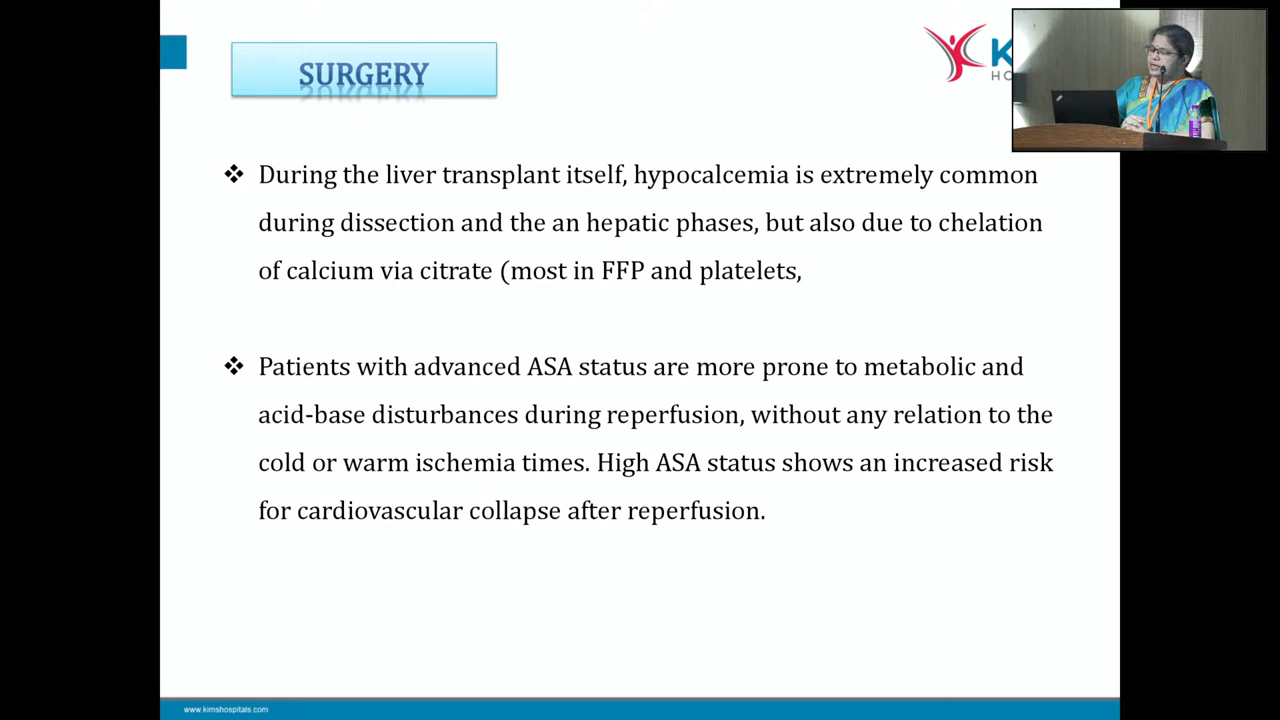 SURGERY
❖ During the liver transplant itself, hypocalcemia is extremely common
during dissection and the an hepatic phases, but also due to chelation
of calcium via citrate (most in FFP and platelets,
❖ Patients with advanced ASA status are more prone to metabolic and
acid-base disturbances during reperfusion, without any relation to the
cold or warm ischemia times. High ASA status shows an increased risk
for cardiovascular collapse after reperfusion.
www.kimshospitals.com